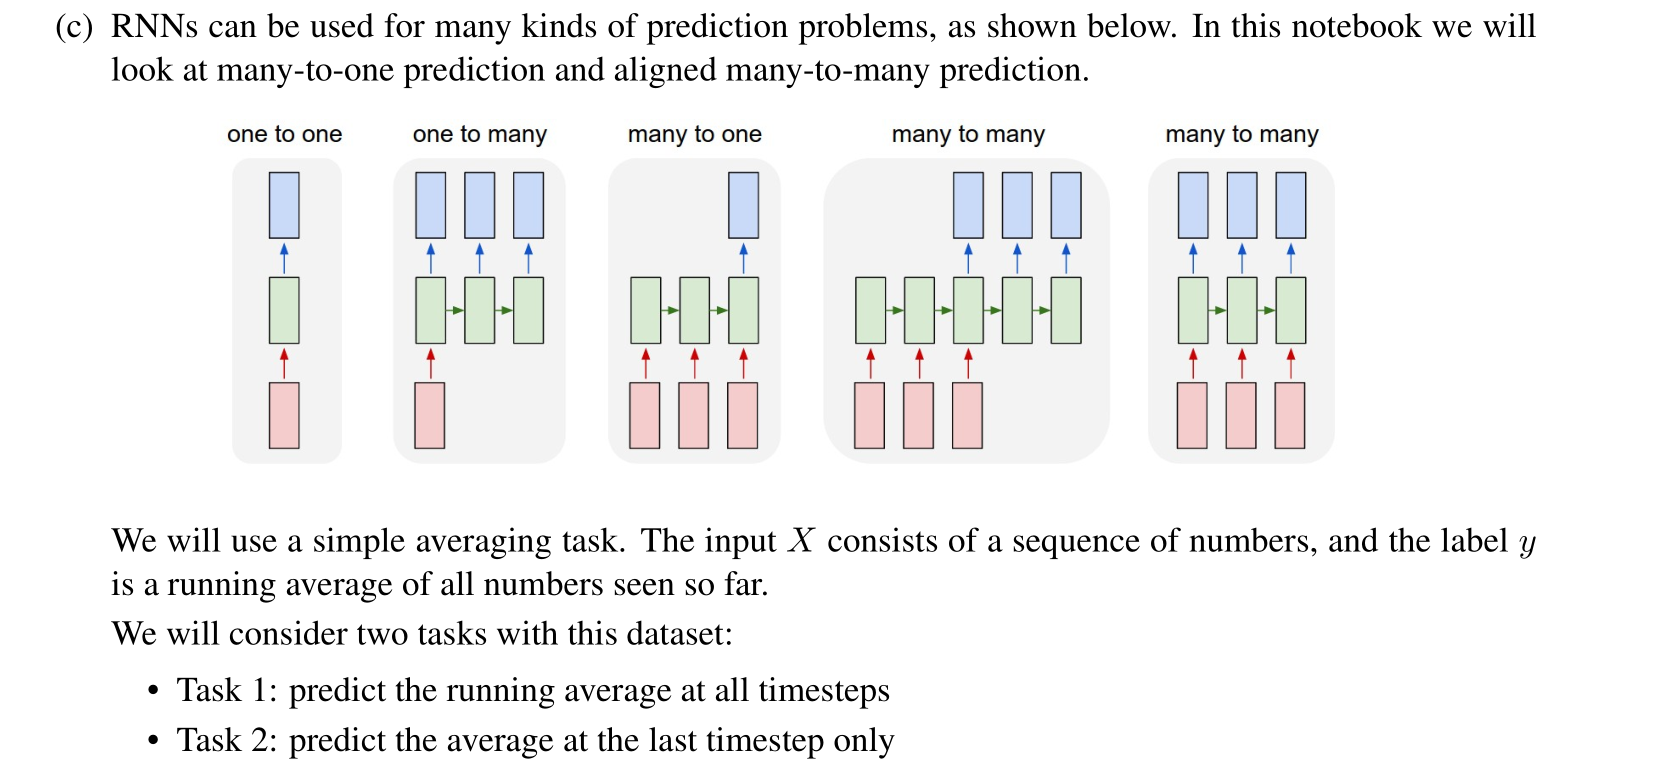 (c) RNNs can be used for many kinds of prediction problems, as shown below. In this notebook we will
look at many-to-one prediction and aligned many-to-many prediction.
one to one one to many many to one many to many many to many
We will use a simple averaging task. The input X consists of a sequence of numbers, and the label y
is a running average of all numbers seen so far.
We will consider two tasks with this dataset:
• Task 1: predict the running average at all timesteps
• Task 2: predict the average at the last timestep only